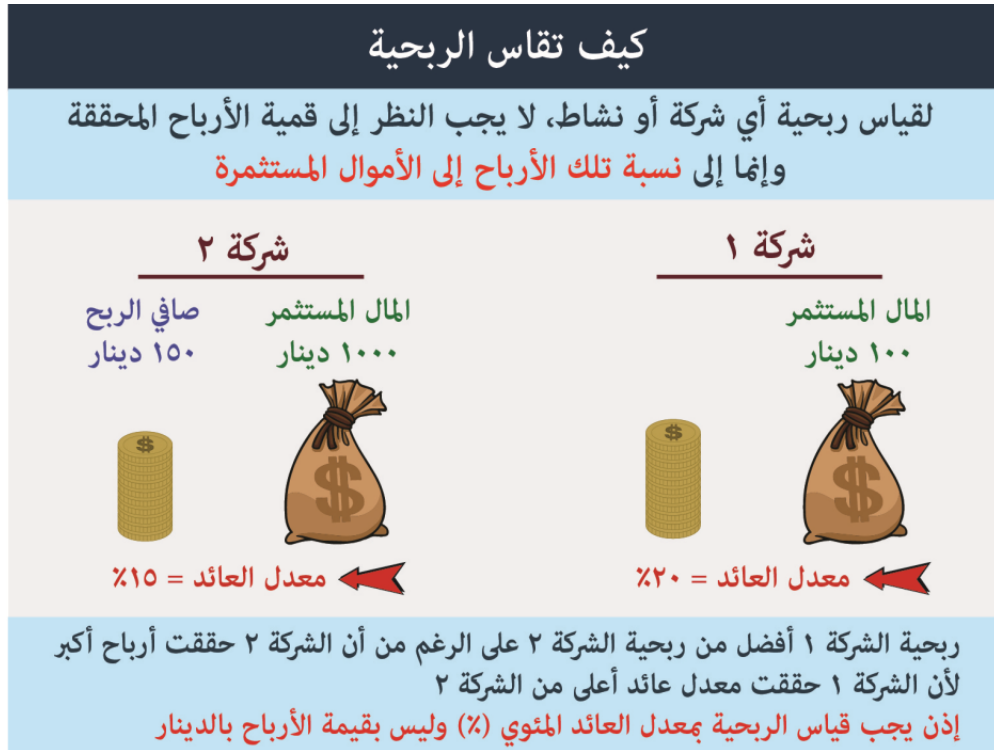 كيف تقاس الربحية
لقياس ربحية أي شركة أو نشاط، لا يجب النظر إلى قمية الأرباح المحققة
وإنما إلى نسبة تلك الأرباح إلى الأموال المستثمرة
شركة ١
المال المستثمر
١٠٠ دينار
$
$
معدل العائد = ٢٠٪
شركة ٢
المال المستثمر
١٠٠٠ دينار
صافي الربح
١٥٠ دينار
$
$
معدل العائد = ١٥٪
ربحية الشركة ١ أفضل من ربحية الشركة ٢ على الرغم من أن الشركة ٢ حققت أرباح أكبر
لأن الشركة ١ حققت معدل عائد أعلى من الشركة ٢
إذن يجب قياس الربحية بمعدل العائد المئوي (٪) وليس بقيمة الأرباح بالدينار